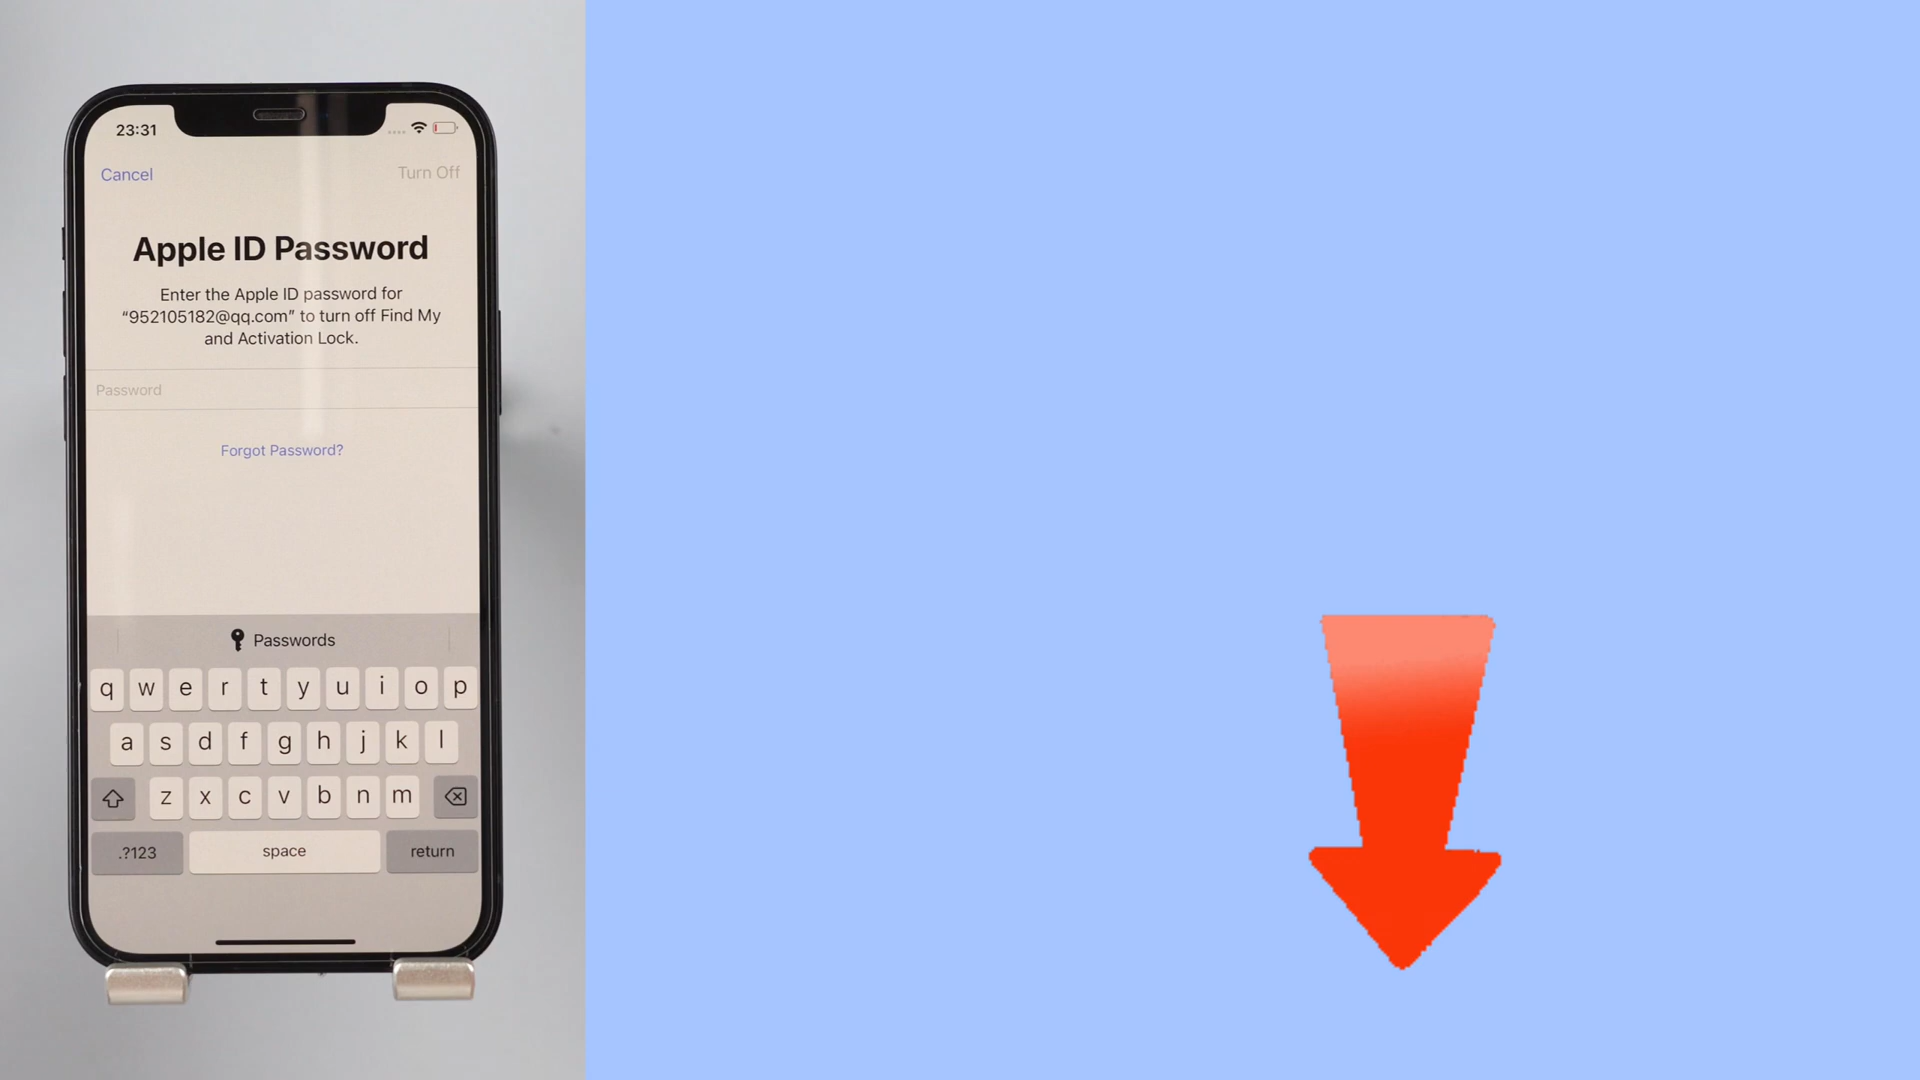 23:31
Cancel
Turn Off
Apple ID Password
Enter the Apple ID password for
“952105182@qq.com” to turn off Find My
and Activation Lock.
Password
Forgot Password?
Passwords
q w e r t y u i o p
a s d f g h j k l
z x c v b n m
.?123 space return